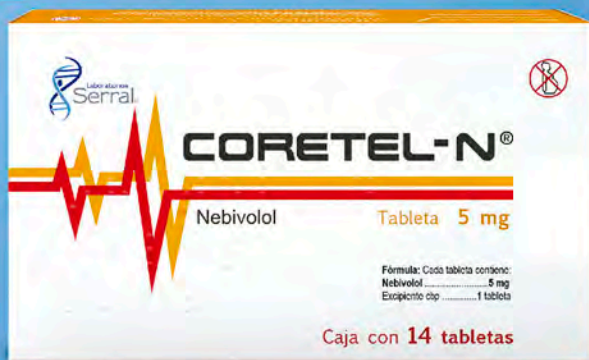 Laboratorios
Serral®
CORETEL-N®
Nebivolol
Tableta 5 mg
Fórmula: Cada tableta contiene:
Nebivolol ........................ 5 mg
Excipiente cbp ............. 1 tableta
Caja con 14 tabletas